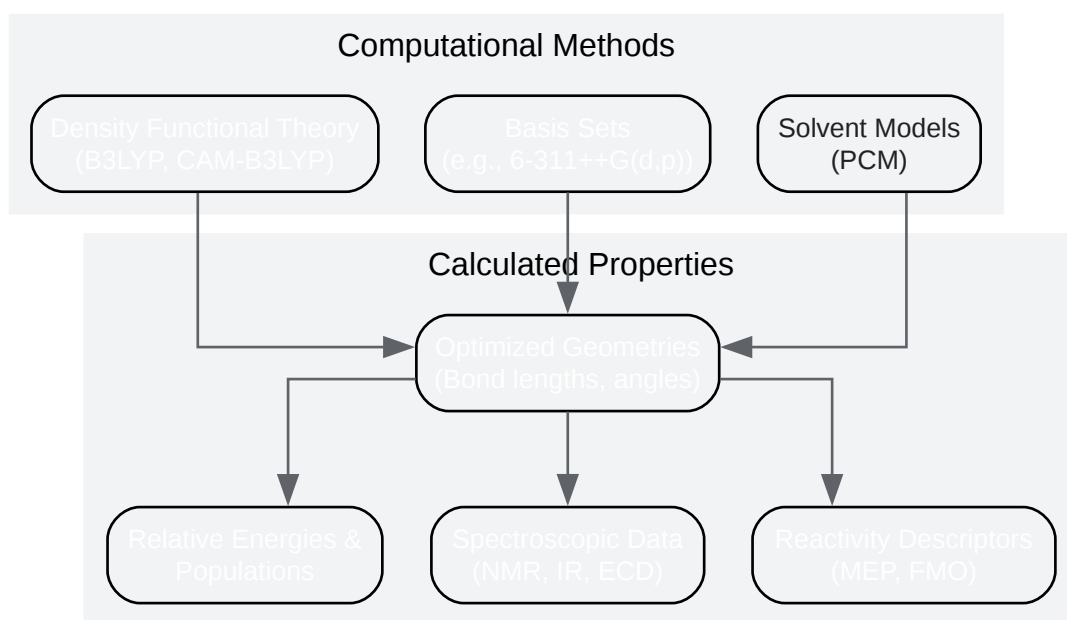 Computational Methods
Density Functional Theory
(B3LYP, CAM-B3LYP)
Basis Sets
(e.g., 6-311++G(d,p))
Solvent Models
(PCM)
Calculated Properties
Optimized Geometries
(Bond lengths, angles)
Relative Energies &
Populations
Spectroscopic Data
(NMR, IR, ECD)
Reactivity Descriptors
(MEP, FMO)